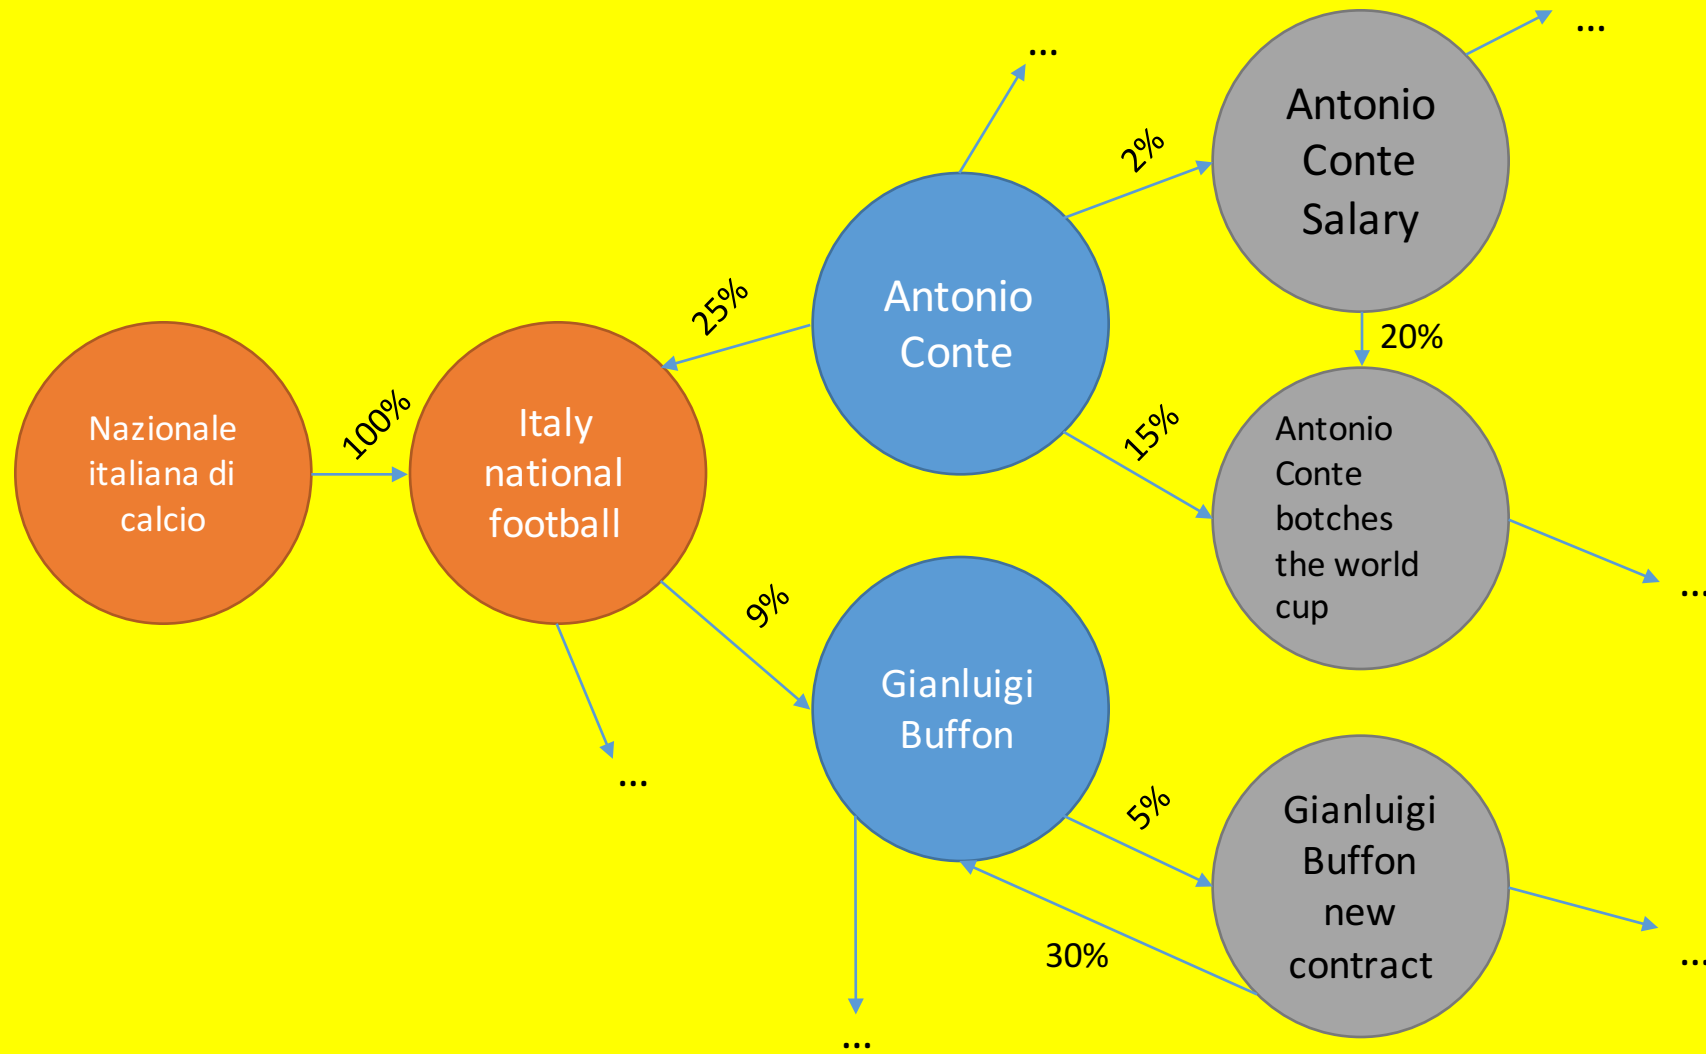 ...
...
Antonio
Conte
Salary
2%
25%
Antonio
Conte
20%
100%
Nazionale
italiana di
calcio
Italy
national
football
15%
Antonio
Conte
botches
the world
cup
...
9%
Gianluigi
Buffon
...
5%
Gianluigi
Buffon
new
contract
30%
...
...